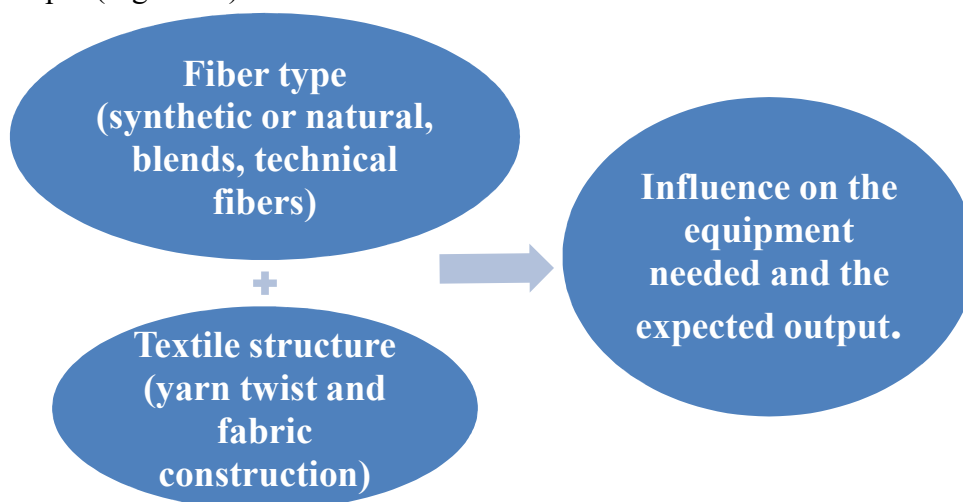 Fiber type
(synthetic or natural,
blends, technical
fibers)
Textile structure
(yarn twist and
fabric
construction)
Influence on the
equipment
needed and the
expected output.